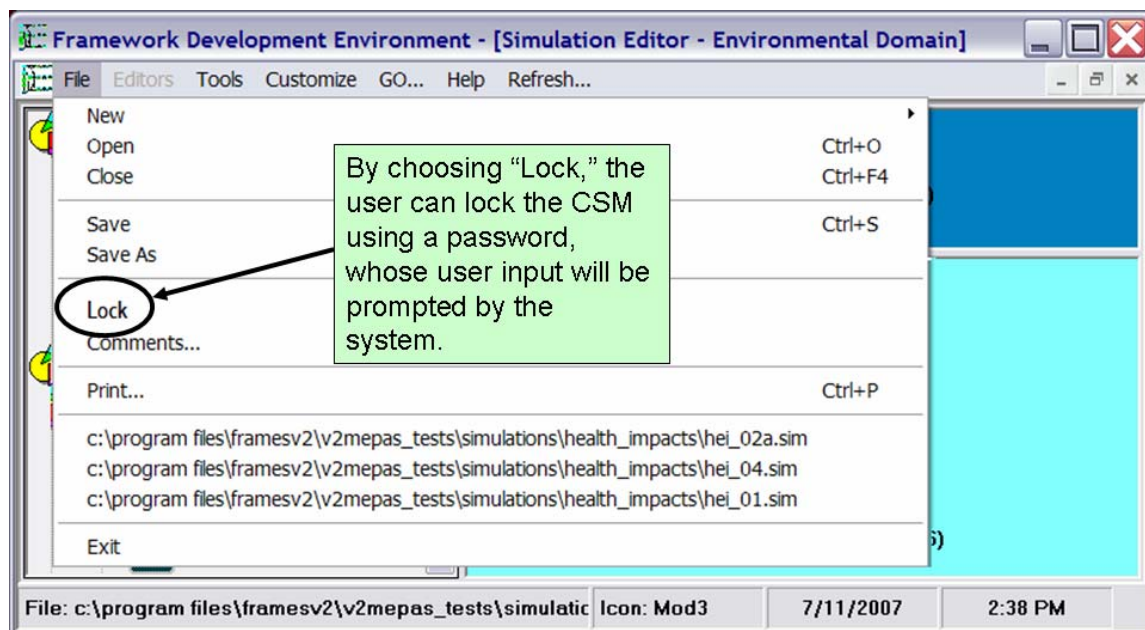 Framework Development Environment - [Simulation Editor - Environmental Domain]
File Editors Tools Customize GO... Help Refresh...
New
Open Ctrl+O
Close Ctrl+F4
Save Ctrl+S
Save As
Lock
Comments...
Print... Ctrl+P
c:\program files\framesv2\v2mepas_tests\simulations\health_impacts\hei_02a.sim
c:\program files\framesv2\v2mepas_tests\simulations\health_impacts\hei_04.sim
c:\program files\framesv2\v2mepas_tests\simulations\health_impacts\hei_01.sim
Exit
By choosing “Lock,” the
user can lock the CSM
using a password,
whose user input will be
prompted by the
system.
File: c:\program files\framesv2\v2mepas_tests\simulatic Icon: Mod3 7/11/2007 2:38 PM